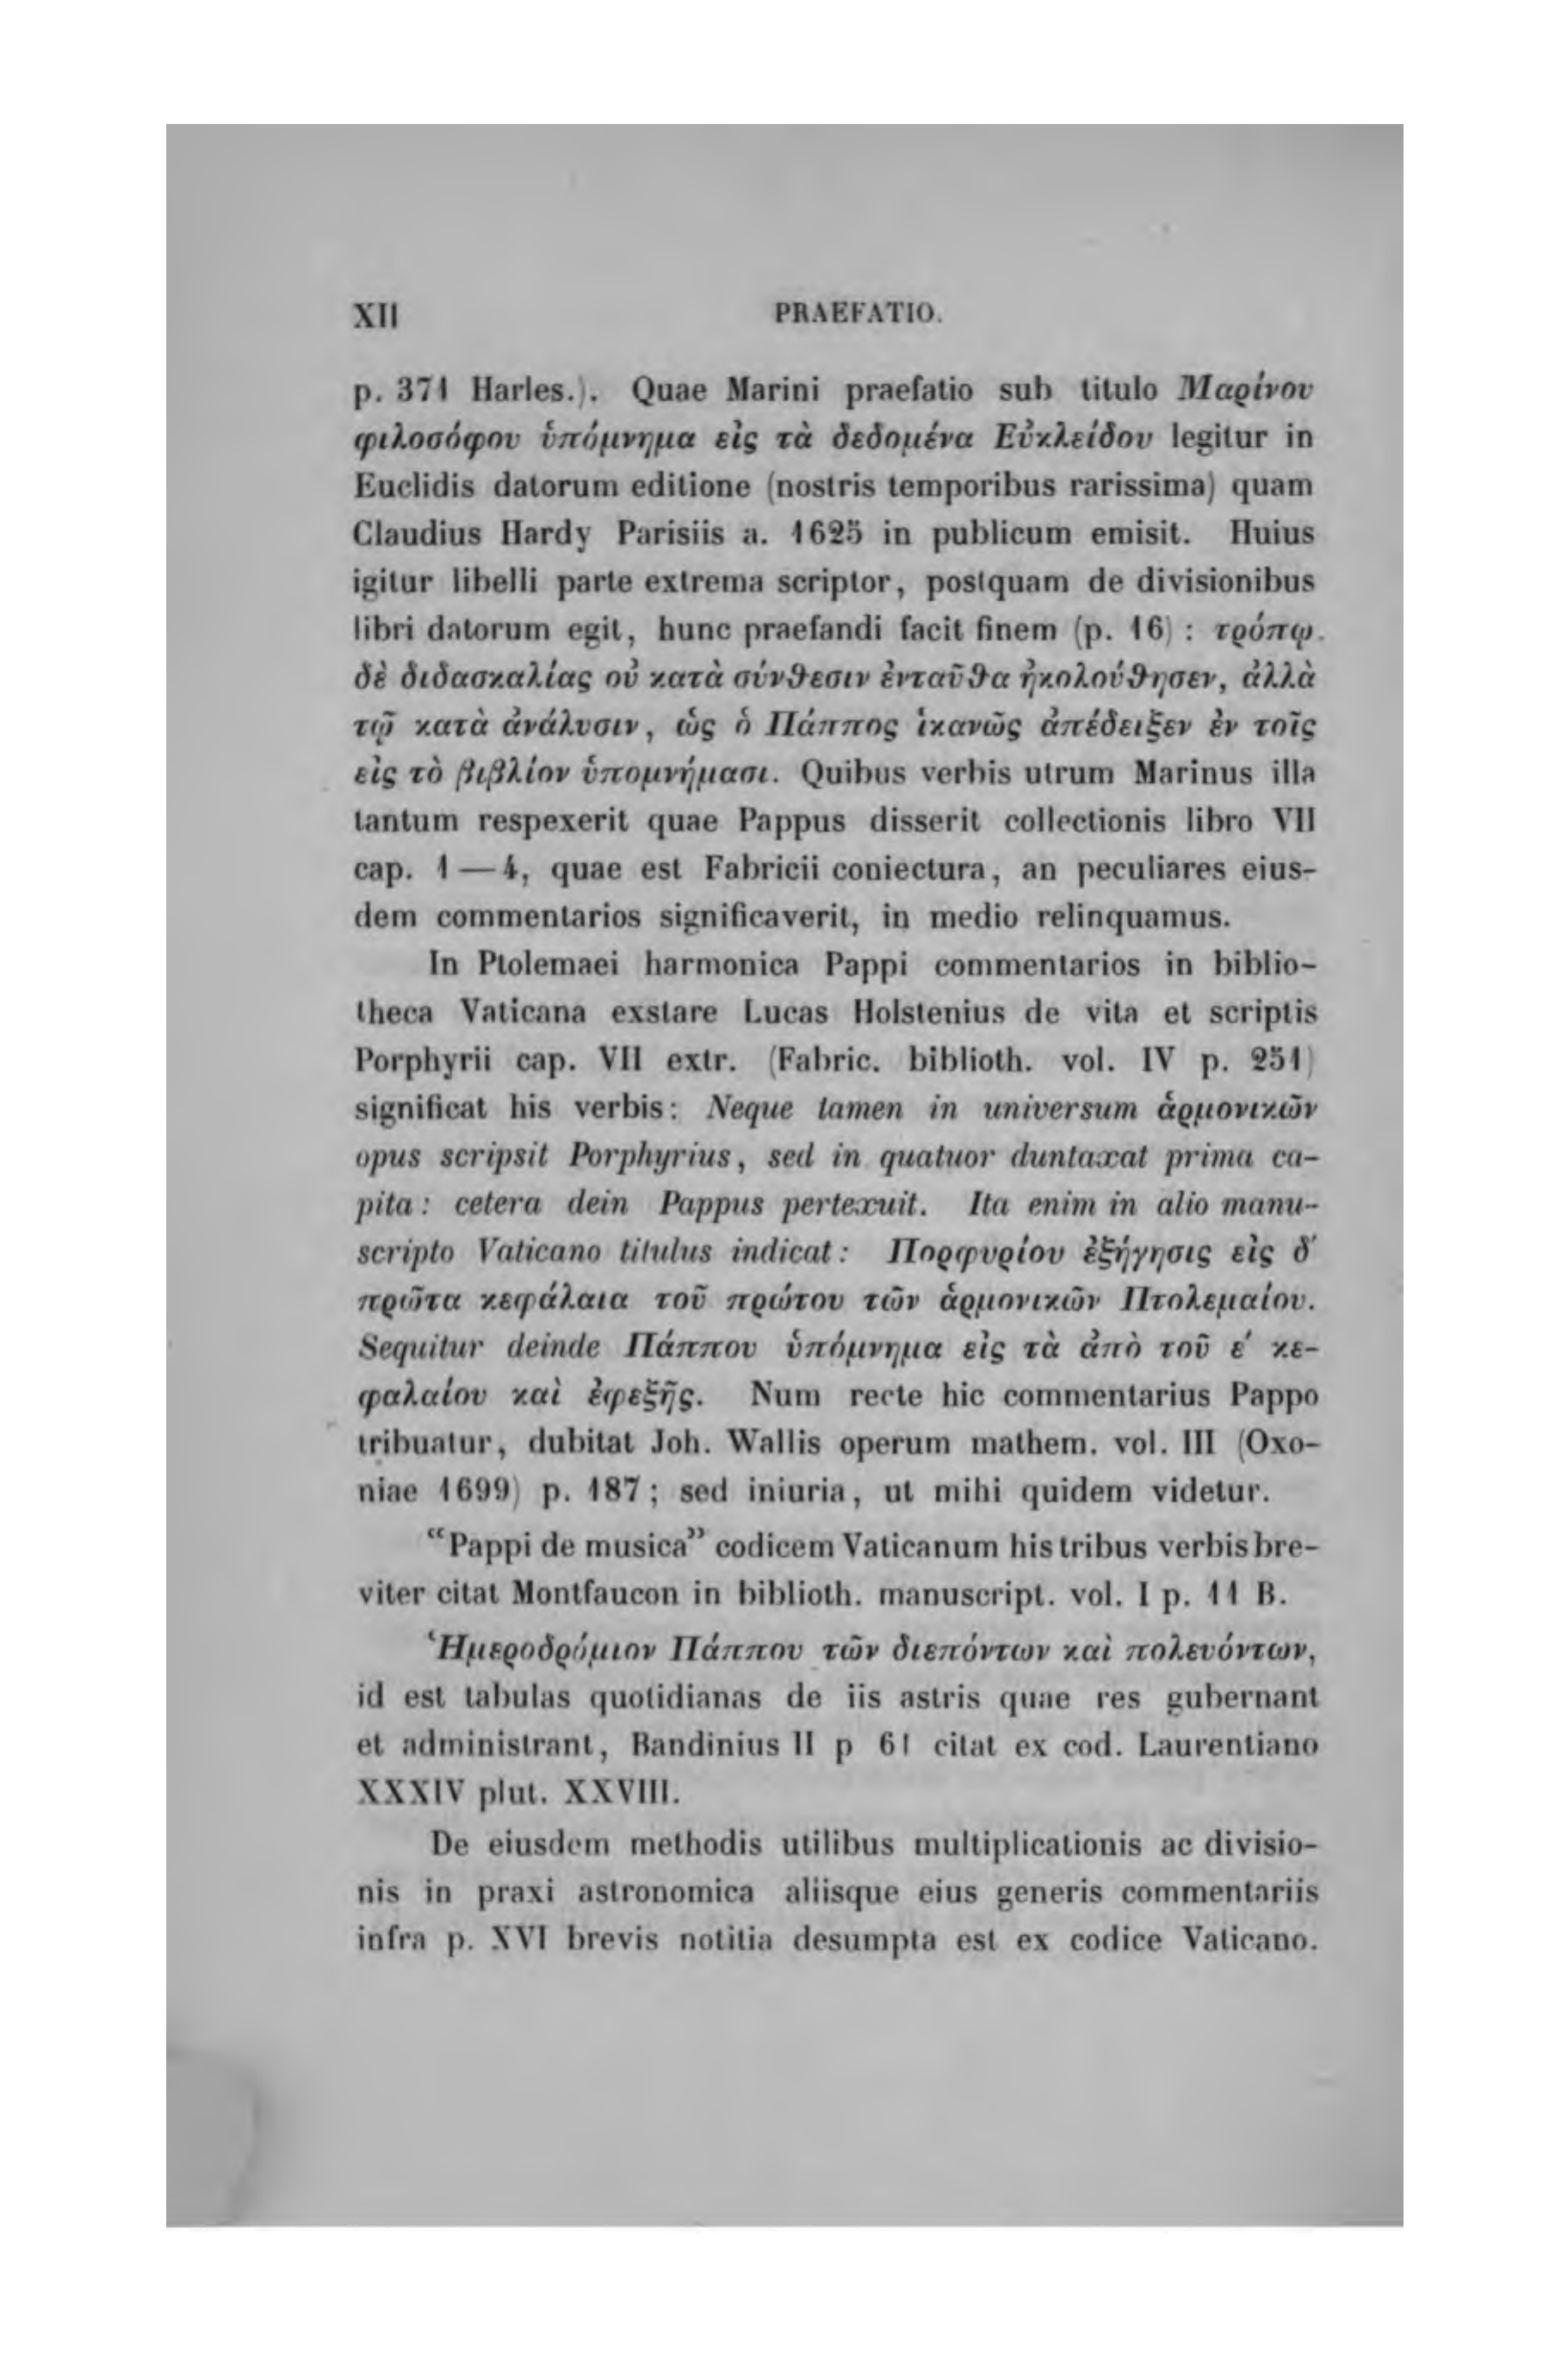 XII PRAEFATIO.
p. 371 Harles.). Quae Marini praefatio sub titulo Μαρίνου
φιλοσόφου ὑπόμνημα εἰς τὰ δεδομένα Εὐκλείδου legitur in
Euclidis datorum editione (nostris temporibus rarissima) quam
Claudius Hardy Parisiis a. 1625 in publicum emisit. Huius
igitur libelli parte extrema scriptor, postquam de divisionibus
libri datorum egit, hunc praefandi facit finem (p. 16) : τρόπῳ
δὲ διδασκαλίας οὐ κατὰ σύνθεσιν ἐνταῦθα ἠκολούθησεν, ἀλλὰ
τῷ κατὰ ἀνάλυσιν, ὡς ὁ Πάππος ἱκανῶς ἀπέδειξεν ἐν τοῖς
εἰς τὸ βιβλίον ὑπομνήμασι. Quibus verbis utrum Marinus illa
tantum respexerit quae Pappus disserit collectionis libro VII
cap. 1—4, quae est Fabricii coniectura, an peculiares eius-
dem commentarios significaverit, in medio relinquamus.
In Ptolemaei harmonica Pappi commentarios in biblio-
theca Vaticana exstare Lucas Holstenius de vita et scriptis
Porphyrii cap. VII extr. (Fabric. biblioth. vol. IV p. 251)
significat his verbis: Neque tamen in universum ἁρμονικῶν
opus scripsit Porphyrius, sed in quatuor duntaxat prima ca-
pita: cetera dein Pappus pertexuit. Ita enim in alio manu-
scripto Vaticano titulus indicat: Πορφυρίου ἐξήγησις εἰς δ'
πρῶτα κεφάλαια τοῦ πρώτου τῶν ἁρμονικῶν Πτολεμαίου.
Sequitur deinde Πάππου ὑπόμνημα εἰς τὰ ἀπὸ τοῦ ε' κε-
φαλαίου καὶ ἐφεξῆς. Num recte hic commentarius Pappo
tribuatur, dubitat Joh. Wallis operum mathem. vol. III (Oxo-
niae 1699) p. 187; sed iniuria, ut mihi quidem videtur.
“Pappi de musica” codicem Vaticanum his tribus verbis bre-
viter citat Montfaucon in biblioth. manuscript. vol. I p. 11 B.
Ἡμεροδρόμιον Πάππου τῶν διεπόντων καὶ πολευόντων,
id est tabulas quotidianas de iis astris quae res gubernant
et administrant, Bandinius II p 61 citat ex cod. Laurentiano
XXXIV plut. XXVIII.
De eiusdem methodis utilibus multiplicationis ac divisio-
nis in praxi astronomica aliisque eius generis commentariis
infra p. XVI brevis notitia desumpta est ex codice Vaticano.